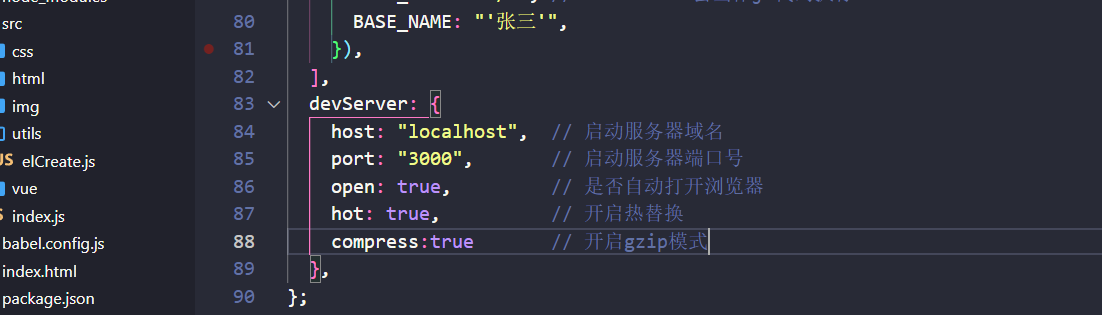 src
css
html
img
utils
JS elCreate.js
vue
JS index.js
babel.config.js
index.html
package.json
80
81
82
83
84
85
86
87
88
89
90
BASE_NAME: "'张三'",
}),
],
devServer: {
host: "localhost", // 启动服务器域名
port: "3000", // 启动服务器端口号
open: true, // 是否自动打开浏览器
hot: true, // 开启热替换
compress:true // 开启gzip模式
},
};